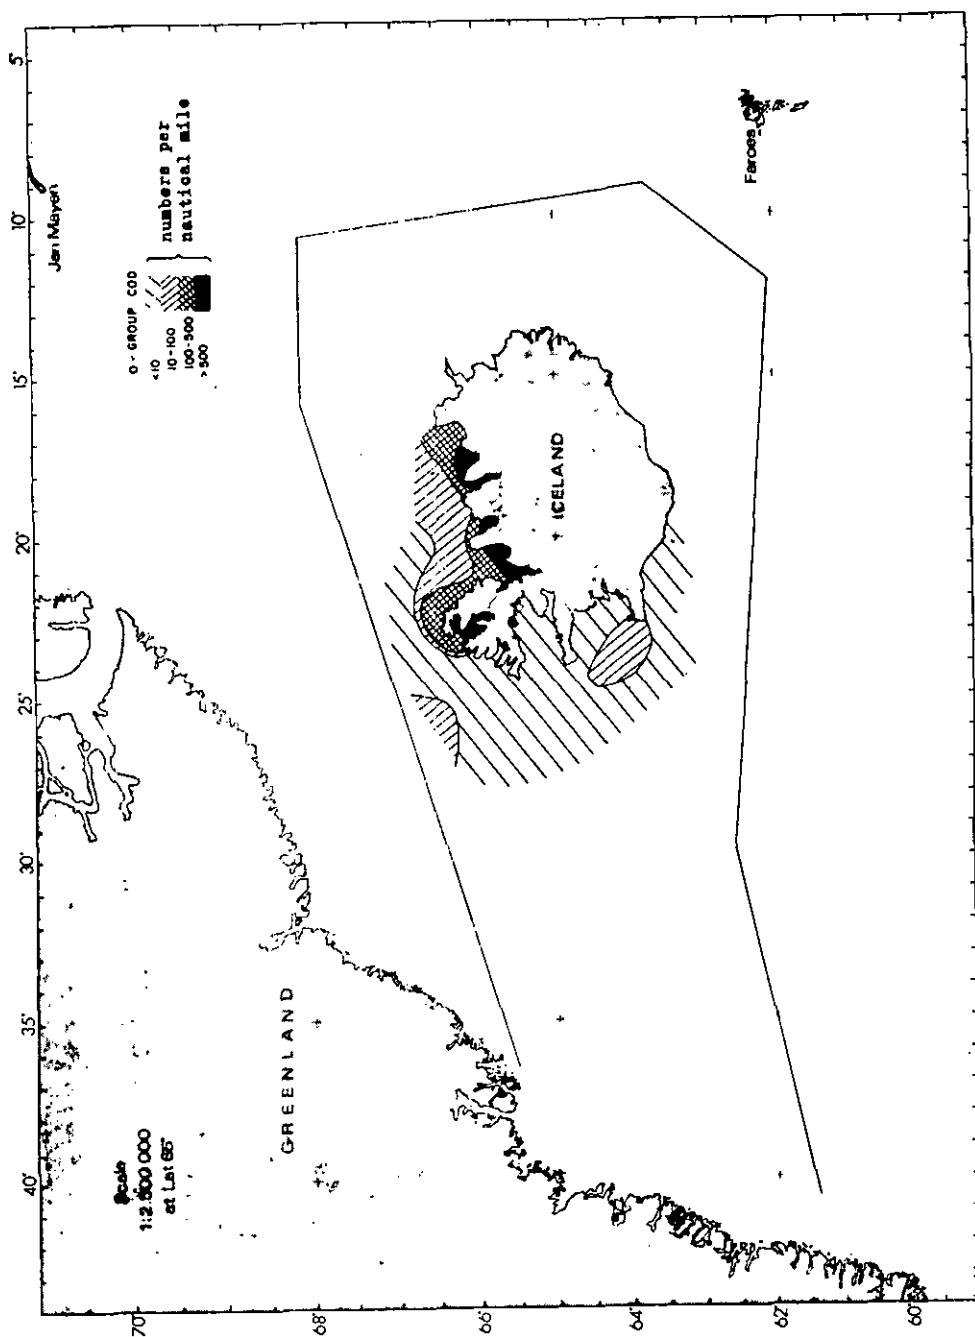 5°
10°
15°
20°
25°
30°
35°
40°
Jan Mayen
0 - GROUP COD
<10
10-100
100-500
>500
numbers per
nautical mile
Faroes
ICELAND
GREENLAND
Scale
1:2.500 000
at Lat 65°
70°
68°
66°
64°
62°
60°